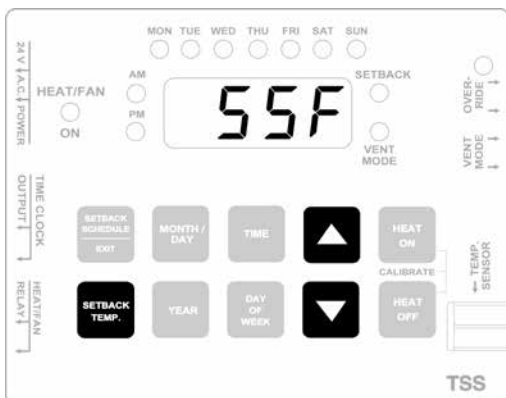 MON TUE WED THU FRI SAT SUN
24 V A.C. POWER
HEAT/FAN
ON
AM
PM
55F
SETBACK
VENT
MODE
OVER-
RIDE
VENT
MODE
TIME CLOCK
OUTPUT
SETBACK
SCHEDULE
EXIT
MONTH /
DAY
TIME
HEAT
ON
CALIBRATE
TEMP.
SENSOR
HEAT/FAN
RELAY
SETBACK
TEMP.
YEAR
DAY
OF
WEEK
HEAT
OFF
TSS